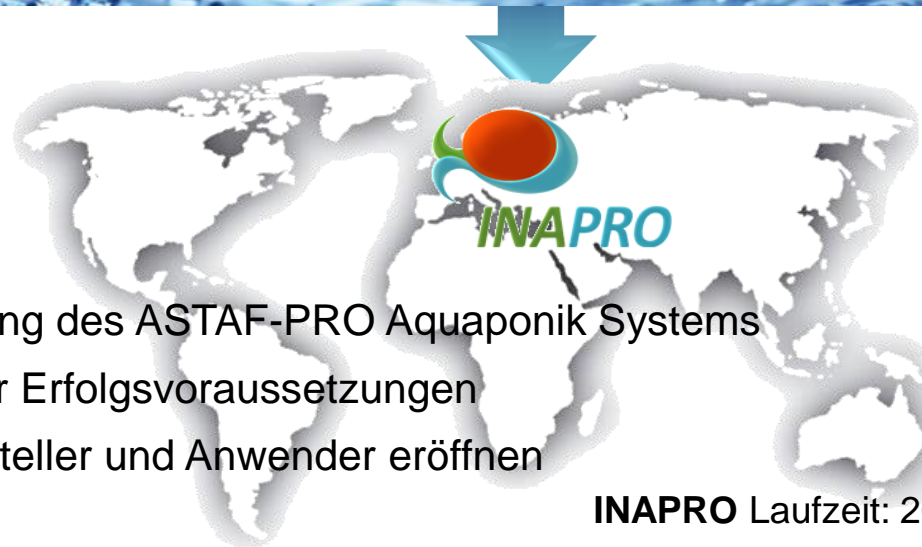 INAPRO
ng des ASTAF-PRO Aquaponik Systems
r Erfolgsvoraussetzungen
teller und Anwender eröffnen
INAPRO Laufzeit: 2